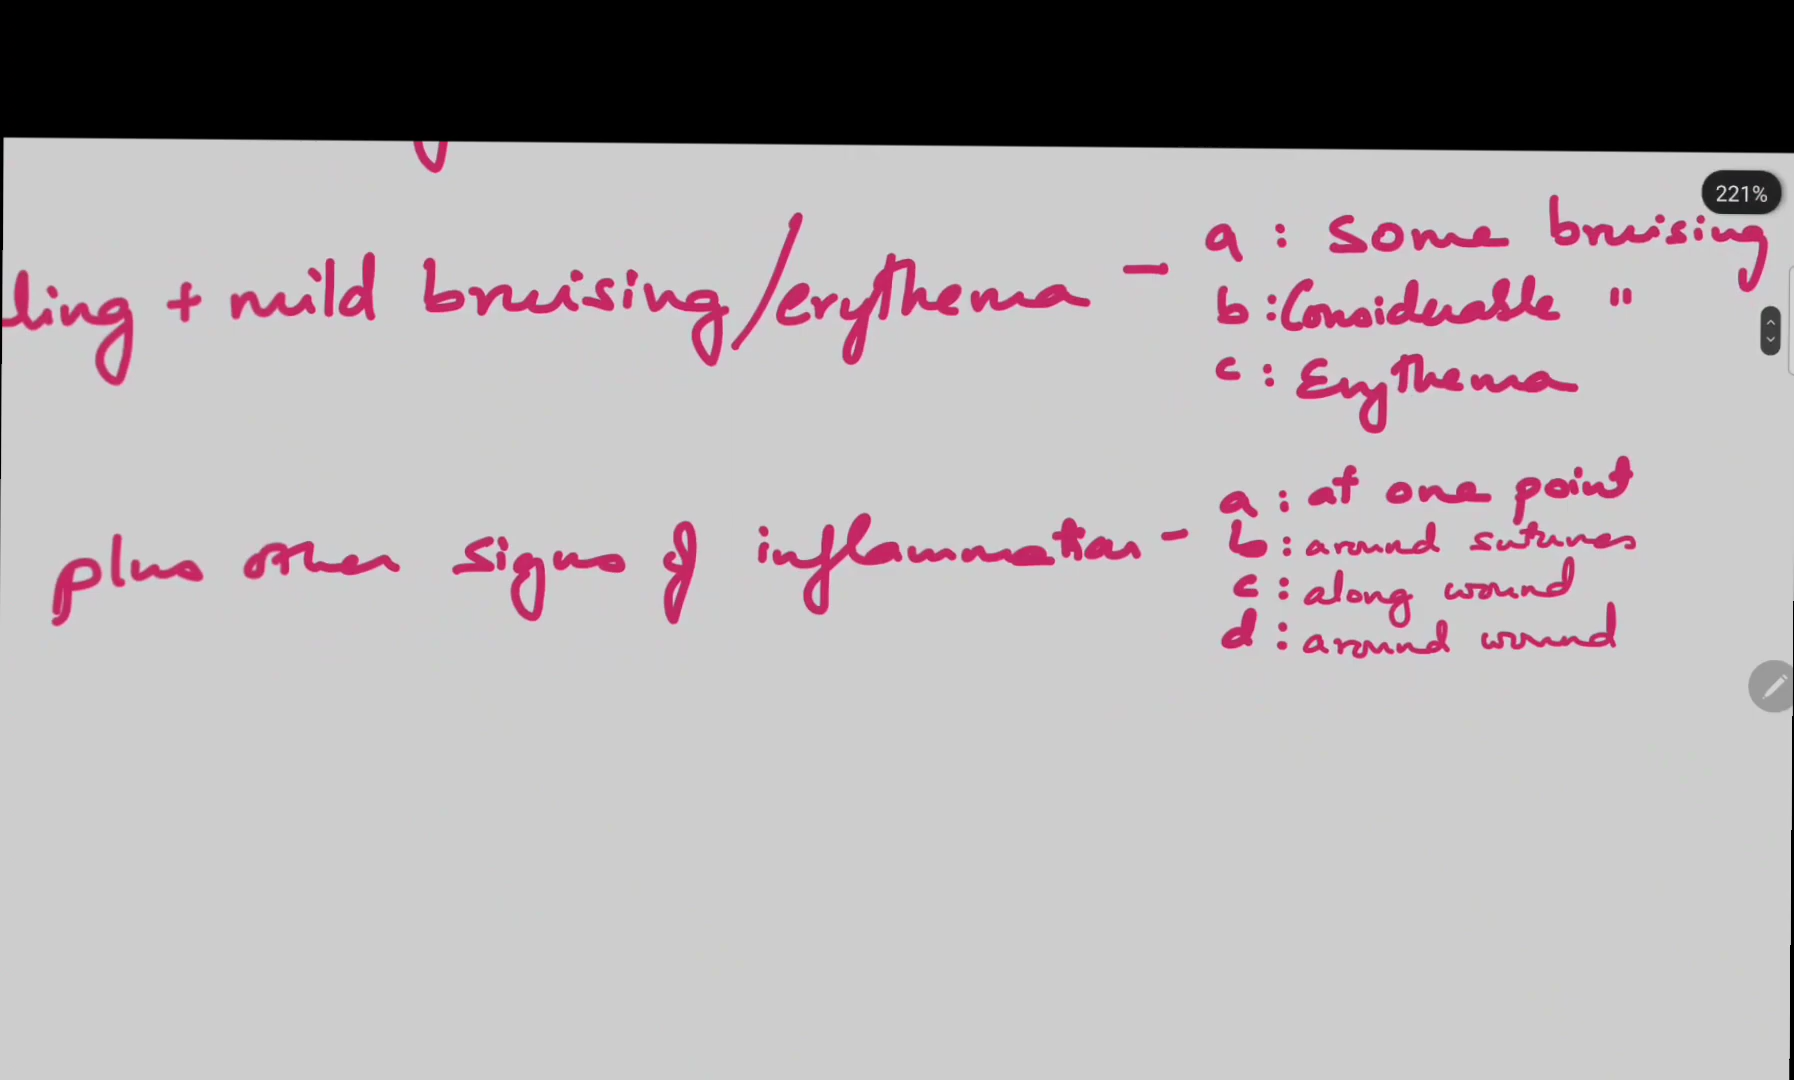 221%
ling + mild bruising/erythema - a : some bruising
b : Considerable "
c : Erythema
plus other signs of inflammation - a : at one point
b : around sutures
c : along wound
d : around wound